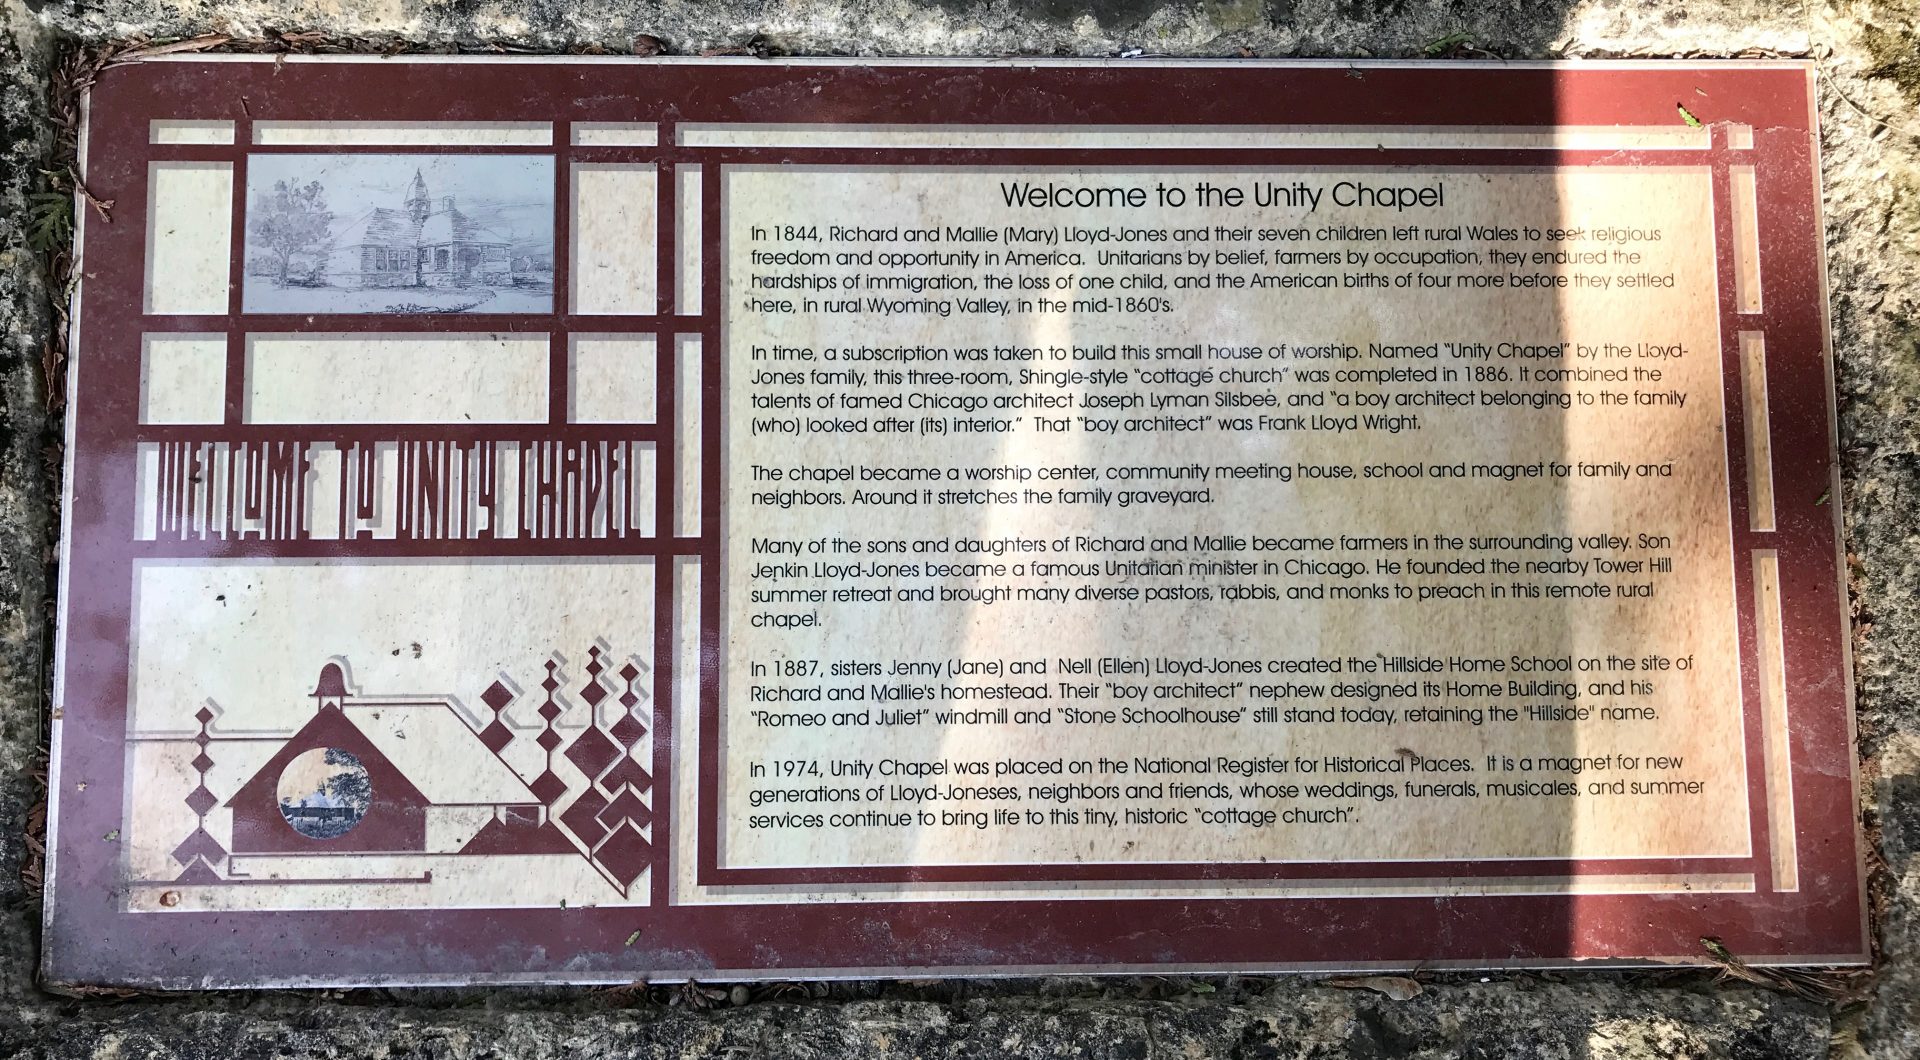 WELCOME TO UNITY CHAPEL
Welcome to the Unity Chapel
In 1844, Richard and Mallie (Mary) Lloyd-Jones and their seven children left rural Wales to seek religious
freedom and opportunity in America. Unitarians by belief, farmers by occupation, they endured the
hardships of immigration, the loss of one child, and the American births of four more before they settled
here, in rural Wyoming Valley, in the mid-1860's.
In time, a subscription was taken to build this small house of worship. Named "Unity Chapel" by the Lloyd-
Jones family, this three-room, Shingle-style "cottage church" was completed in 1886. It combined the
talents of famed Chicago architect Joseph Lyman Silsbee, and "a boy architect belonging to the family
(who) looked after (its) interior." That "boy architect" was Frank Lloyd Wright.
The chapel became a worship center, community meeting house, school and magnet for family and
neighbors. Around it stretches the family graveyard.
Many of the sons and daughters of Richard and Mallie became farmers in the surrounding valley. Son
Jenkin Lloyd-Jones became a famous Unitarian minister in Chicago. He founded the nearby Tower Hill
summer retreat and brought many diverse pastors, rabbis, and monks to preach in this remote rural
chapel.
In 1887, sisters Jenny (Jane) and Nell (Ellen) Lloyd-Jones created the Hillside Home School on the site of
Richard and Mallie's homestead. Their "boy architect" nephew designed its Home Building, and his
"Romeo and Juliet" windmill and "Stone Schoolhouse" still stand today, retaining the "Hillside" name.
In 1974, Unity Chapel was placed on the National Register for Historical Places. It is a magnet for new
generations of Lloyd-Joneses, neighbors and friends, whose weddings, funerals, musicales, and summer
services continue to bring life to this tiny, historic "cottage church".